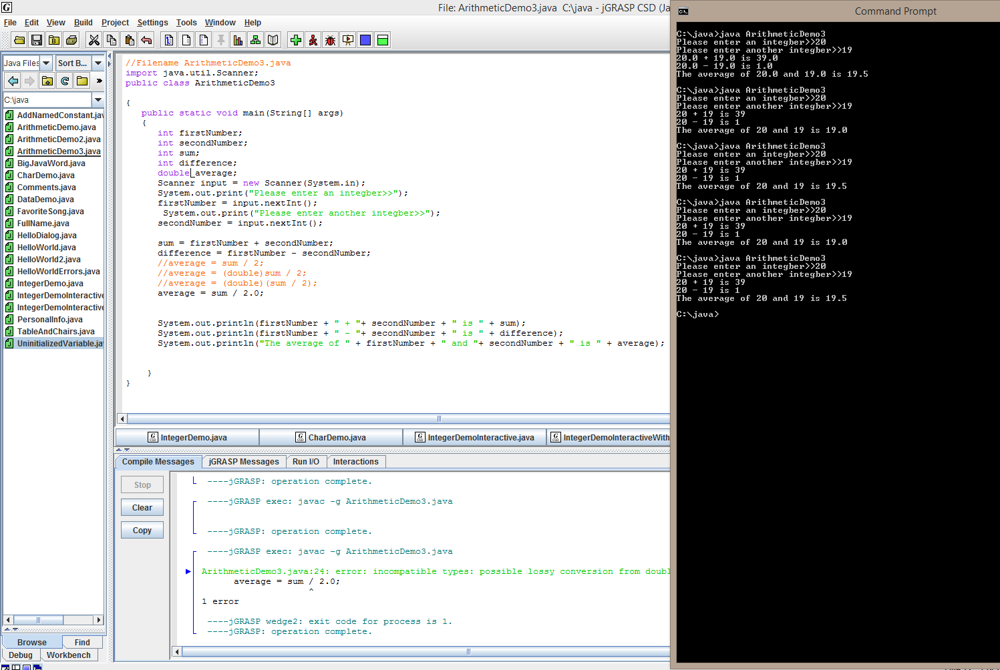 File: ArithmeticDemo3.java  C:\java - jGRASP CSD (Ja
File Edit View Build Project Settings Tools Window Help
Java Files
Sort B...
C:\java
AddNamedConstant.jav
ArithmeticDemo.java
ArithmeticDemo2.java
ArithmeticDemo3.java
BigJavaWord.java
CharDemo.java
Comments.java
DataDemo.java
FavoriteSong.java
FullName.java
HelloDialog.java
HelloWorld.java
HelloWorld2.java
HelloWorldErrors.java
IntegerDemo.java
IntegerDemoInteractive
IntegerDemoInteractive
PersonalInfo.java
TableAndChairs.java
UninitializedVariable.jav
Browse Find
Debug Workbench
//Filename ArithmeticDemo3.java
import java.util.Scanner;
public class ArithmeticDemo3
{
public static void main(String[] args)
{
int firstNumber;
int secondNumber;
int sum;
int difference;
double average;
Scanner input = new Scanner(System.in);
System.out.print("Please enter an integber>>");
firstNumber = input.nextInt();
System.out.print("Please enter another integber>>");
secondNumber = input.nextInt();
sum = firstNumber + secondNumber;
difference = firstNumber - secondNumber;
//average = sum / 2;
//average = (double)sum / 2;
//average = (double)(sum / 2);
average = sum / 2.0;
System.out.println(firstNumber + " + "+ secondNumber + " is " + sum);
System.out.println(firstNumber + " - "+ secondNumber + " is " + difference);
System.out.println("The average of " + firstNumber + " and "+ secondNumber + " is " + average);
}
}
IntegerDemo.java CharDemo.java IntegerDemoInteractive.java IntegerDemoInteractiveWith
Compile Messages jGRASP Messages Run I/O Interactions
Stop
Clear
Copy
----jGRASP: operation complete.
----jGRASP exec: javac -g ArithmeticDemo3.java
----jGRASP: operation complete.
----jGRASP exec: javac -g ArithmeticDemo3.java
ArithmeticDemo3.java:24: error: incompatible types: possible lossy conversion from doubl
average = sum / 2.0;
^
1 error
----jGRASP wedge2: exit code for process is 1.
----jGRASP: operation complete.
Command Prompt
C:\java>java ArithmeticDemo3
Please enter an integber>>20
Please enter another integber>>19
20.0 + 19.0 is 39.0
20.0 - 19.0 is 1.0
The average of 20.0 and 19.0 is 19.5
C:\java>java ArithmeticDemo3
Please enter an integber>>20
Please enter another integber>>19
20 + 19 is 39
20 - 19 is 1
The average of 20 and 19 is 19.0
C:\java>java ArithmeticDemo3
Please enter an integber>>20
Please enter another integber>>19
20 + 19 is 39
20 - 19 is 1
The average of 20 and 19 is 19.5
C:\java>java ArithmeticDemo3
Please enter an integber>>20
Please enter another integber>>19
20 + 19 is 39
20 - 19 is 1
The average of 20 and 19 is 19.0
C:\java>java ArithmeticDemo3
Please enter an integber>>20
Please enter another integber>>19
20 + 19 is 39
20 - 19 is 1
The average of 20 and 19 is 19.5
C:\java>